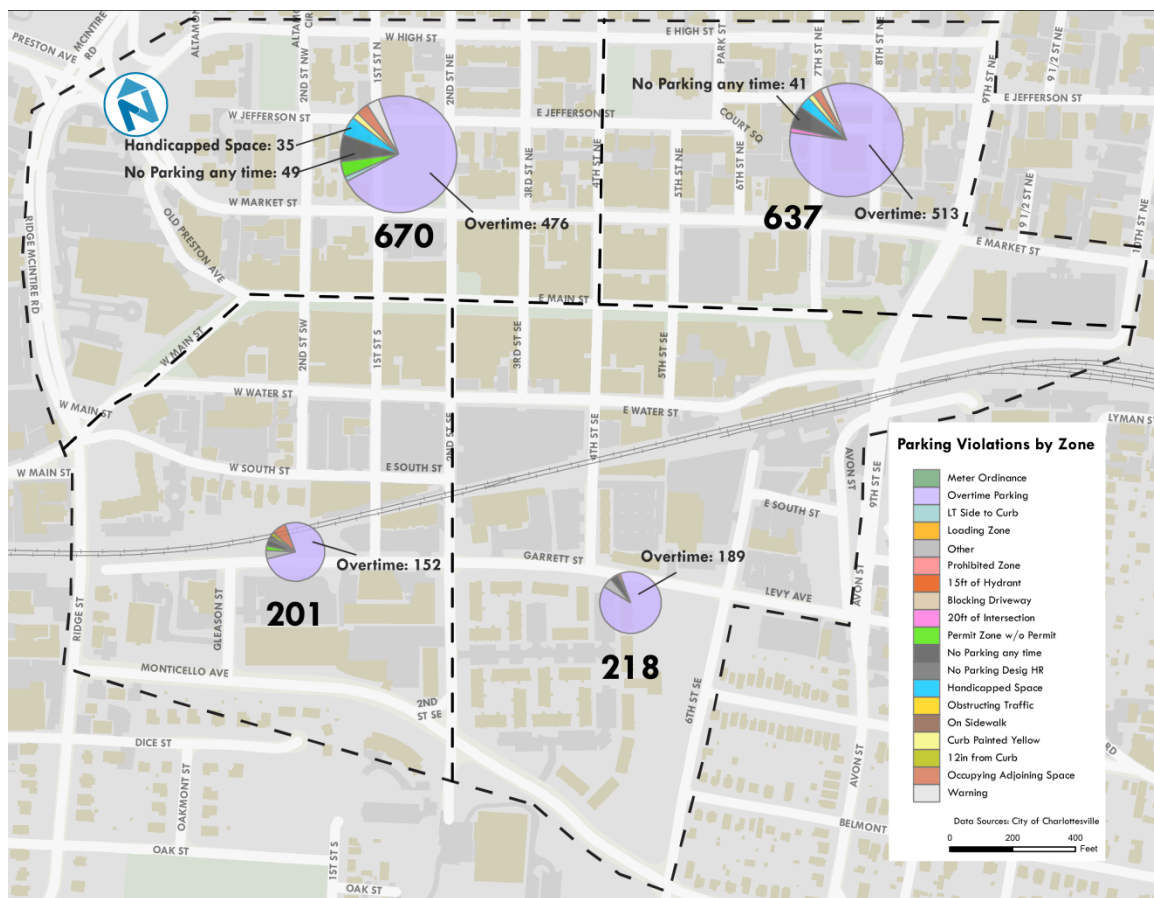 PRESTON AVE
MCINTIRE
RD
ALTAMON
ALTAMO
CIR
2ND ST NW
1ST ST N
2ND ST NE
W HIGH ST
E HIGH ST
PARK ST
7TH ST NE
8TH ST NE
9TH ST NE
9 1/2 ST NE
E JEFFERSON ST
N
W JEFFERSON ST
E JEFFERSON ST
COURT SQ
No Parking any time: 41
Handicapped Space: 35
No Parking any time: 49
3RD ST NE
4TH ST NE
5TH ST NE
6TH ST NE
9 1/2 ST NE
10TH ST NE
W MARKET ST
Overtime: 476
670
Overtime: 513
637
E MARKET ST
OLD PRESTON AVE
RIDGE MCINTIRE RD
E MAIN ST
W MAIN ST
2ND ST SW
1ST ST S
3RD ST SE
5TH ST SE
W WATER ST
E WATER ST
W MAIN ST
W MAIN ST
W SOUTH ST
E SOUTH ST
2ND ST SE
4TH ST SE
AVON ST
9TH ST SE
LYMAN ST
E SOUTH ST
GARRETT ST
Overtime: 152
201
Overtime: 189
218
LEVY AVE
AVON ST
RIDGE ST
GLEASON ST
MONTICELLO AVE
2ND
ST SE
6TH ST SE
DICE ST
OAKMONT ST
OAK ST
1ST ST S
OAK ST
AVON ST
BELMONT
RD
Parking Violations by Zone
Meter Ordinance
Overtime Parking
LT Side to Curb
Loading Zone
Other
Prohibited Zone
15ft of Hydrant
Blocking Driveway
20ft of Intersection
Permit Zone w/o Permit
No Parking any time
No Parking Desig HR
Handicapped Space
Obstructing Traffic
On Sidewalk
Curb Painted Yellow
12in from Curb
Occupying Adjoining Space
Warning
Data Sources: City of Charlottesville
0 200 400
Feet